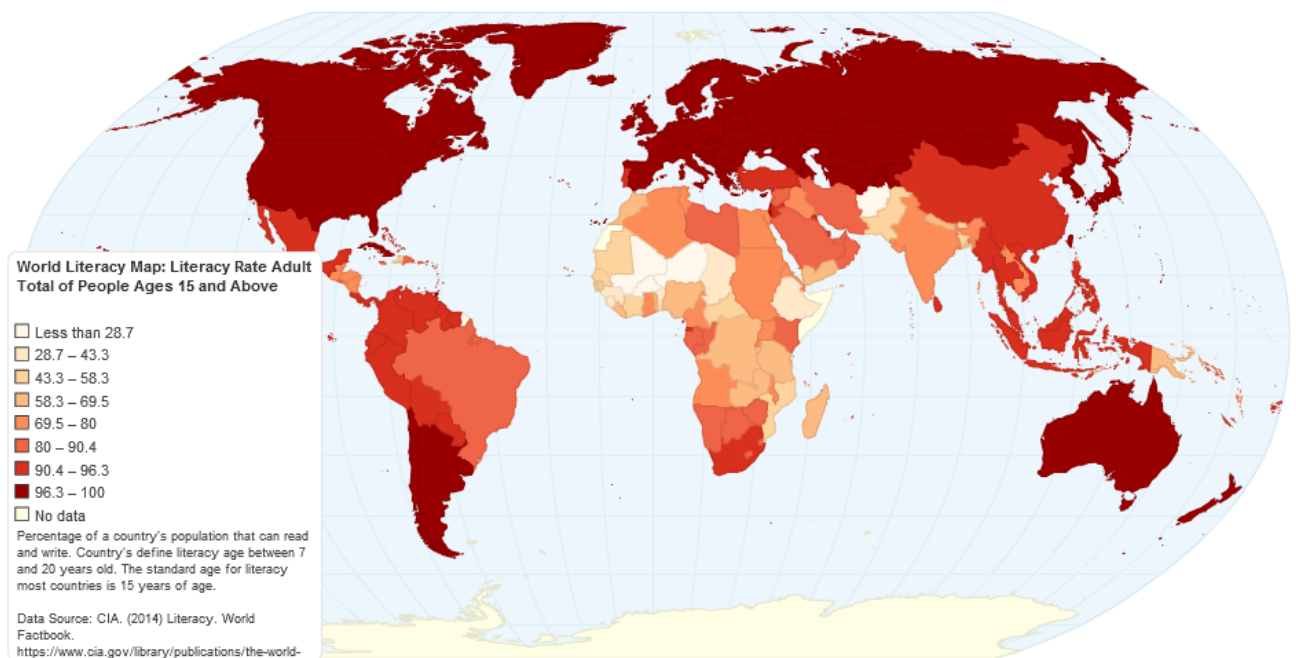 World Literacy Map: Literacy Rate Adult
Total of People Ages 15 and Above
Less than 28.7
28.7 – 43.3
43.3 – 58.3
58.3 – 69.5
69.5 – 80
80 – 90.4
90.4 – 96.3
96.3 – 100
No data
Percentage of a country's population that can read
and write. Country's define literacy age between 7
and 20 years old. The standard age for literacy
most countries is 15 years of age.
Data Source: CIA. (2014) Literacy. World
Factbook.
https://www.cia.gov/library/publications/the-world-